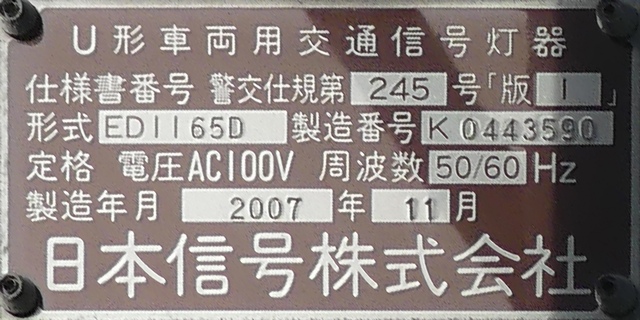 U形車両用交通信号灯器
仕様書番号 警交仕規第 245 号「版 1 」
形式 ED1165D 製造番号 K 0443590
定格 電圧AC100V 周波数 50/60 Hz
製造年月 2007 年 11 月
日本信号株式会社